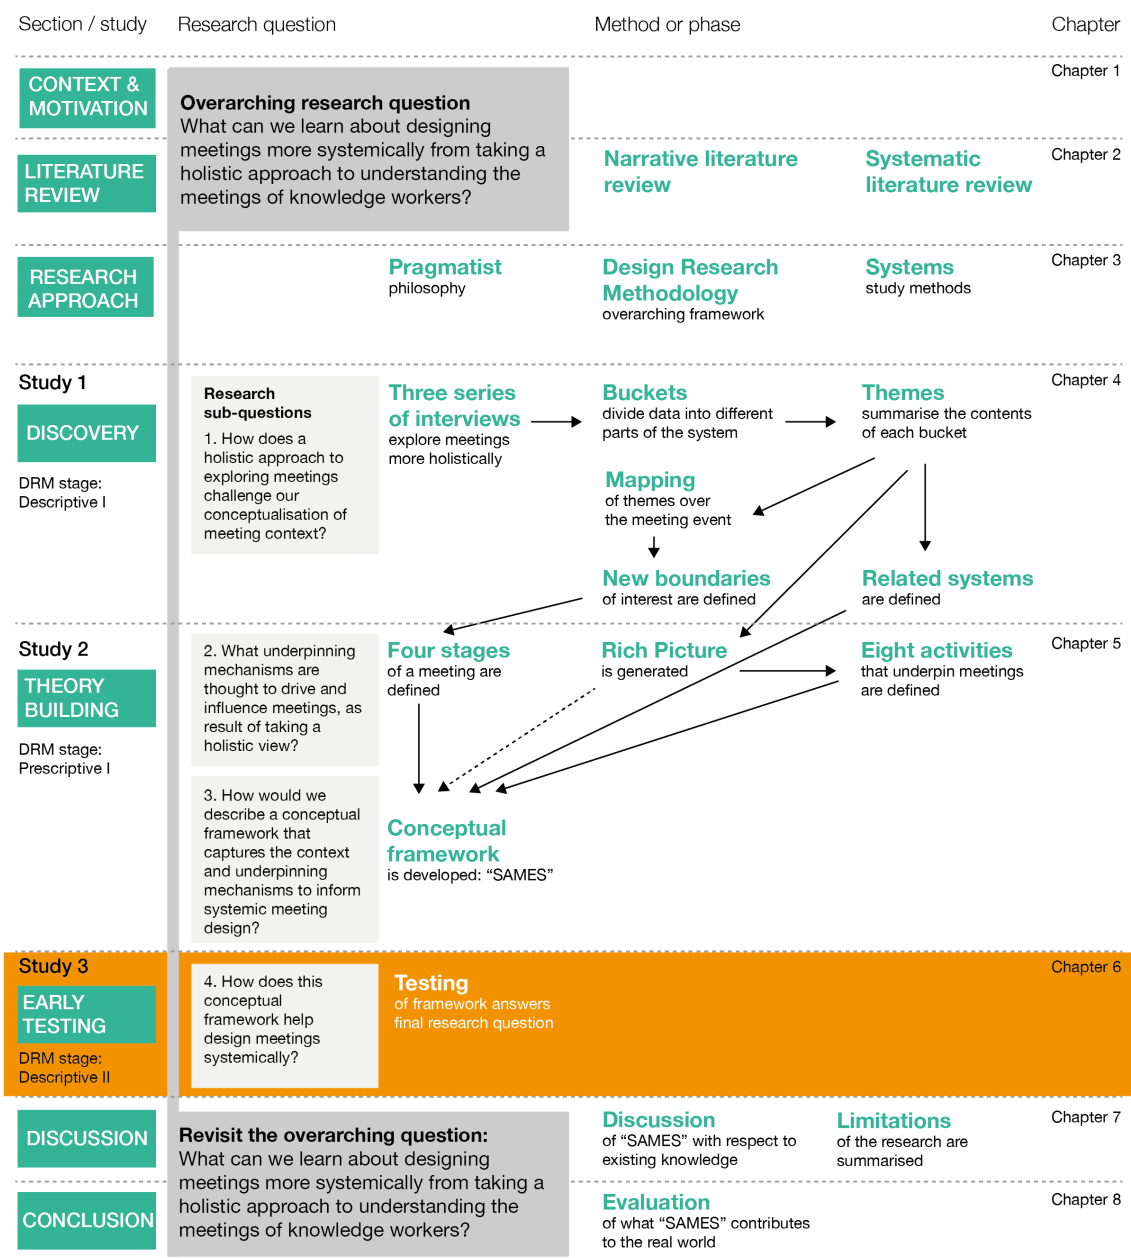 Section / study
Research question
Method or phase
Chapter
CONTEXT &
MOTIVATION
Overarching research question
What can we learn about designing
meetings more systemically from taking a
holistic approach to understanding the
meetings of knowledge workers?
Chapter 1
LITERATURE
REVIEW
Narrative literature
review
Systematic
literature review
Chapter 2
RESEARCH
APPROACH
Pragmatist
philosophy
Design Research
Methodology
overarching framework
Systems
study methods
Chapter 3
Study 1
DISCOVERY
DRM stage:
Descriptive I
Research
sub-questions
1. How does a
holistic approach to
exploring meetings
challenge our
conceptualisation of
meeting context?
Three series
of interviews
explore meetings
more holistically
Buckets
divide data into different
parts of the system
Themes
summarise the contents
of each bucket
Chapter 4
Mapping
of themes over
the meeting event
New boundaries
of interest are defined
Related systems
are defined
Study 2
THEORY
BUILDING
DRM stage:
Prescriptive I
2. What underpinning
mechanisms are
thought to drive and
influence meetings, as
result of taking a
holistic view?
Four stages
of a meeting are
defined
Rich Picture
is generated
Eight activities
that underpin meetings
are defined
Chapter 5
3. How would we
describe a conceptual
framework that
captures the context
and underpinning
mechanisms to inform
systemic meeting
design?
Conceptual
framework
is developed: “SAMES”
Study 3
EARLY
TESTING
DRM stage:
Descriptive II
4. How does this
conceptual
framework help
design meetings
systemically?
Testing
of framework answers
final research question
Chapter 6
DISCUSSION
Revisit the overarching question:
What can we learn about designing
meetings more systemically from taking a
holistic approach to understanding the
meetings of knowledge workers?
Discussion
of “SAMES” with respect to
existing knowledge
Limitations
of the research are
summarised
Chapter 7
CONCLUSION
Evaluation
of what “SAMES” contributes
to the real world
Chapter 8